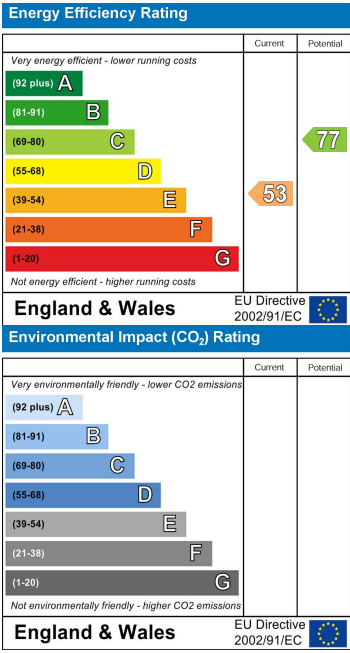 Energy Efficiency Rating
Current Potential
Very energy efficient - lower running costs
(92 plus) A
(81-91) B
(69-80) C
77
(55-68) D
(39-54) E
53
(21-38) F
(1-20) G
Not energy efficient - higher running costs
England & Wales
EU Directive
2002/91/EC
Environmental Impact (CO₂) Rating
Current Potential
Very environmentally friendly - lower CO2 emissions
(92 plus) A
(81-91) B
(69-80) C
(55-68) D
(39-54) E
(21-38) F
(1-20) G
Not environmentally friendly - higher CO2 emissions
England & Wales
EU Directive
2002/91/EC